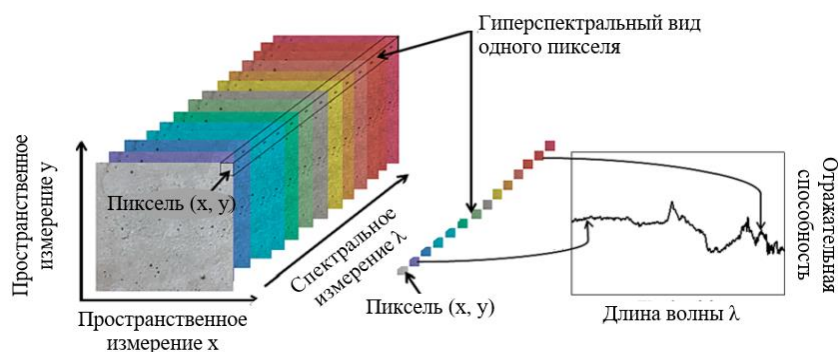 Гиперспектральный вид
одного пикселя
Пространственное
измерение y
Пиксель (x, y)
Спектральное
измерение λ
Пространственное
измерение x
Пиксель (x, y)
Длина волны λ
Отражательная
способность